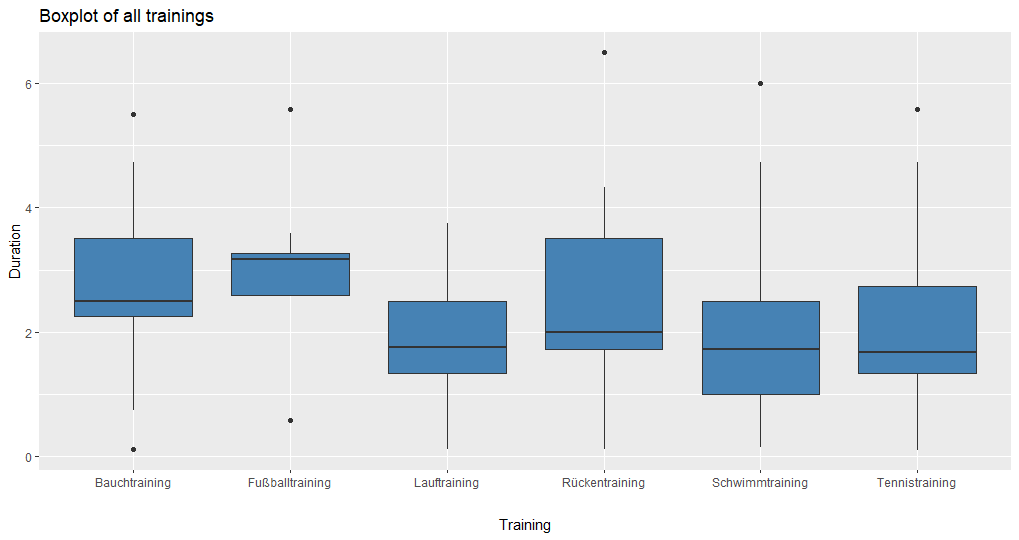 Boxplot of all trainings
Duration
6
4
2
0
Bauchtraining Fußballtraining Lauftraining Rückentraining Schwimmtraining Tennistraining
Training